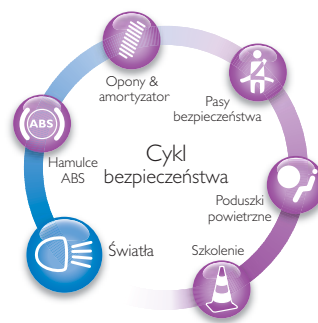 Opony &
amortyzator
Pasy
bezpieczeństwa
ABS
Hamulce
ABS
Cykl
bezpieczeństwa
Poduszki
powietrzne
Światła
Szkolenie